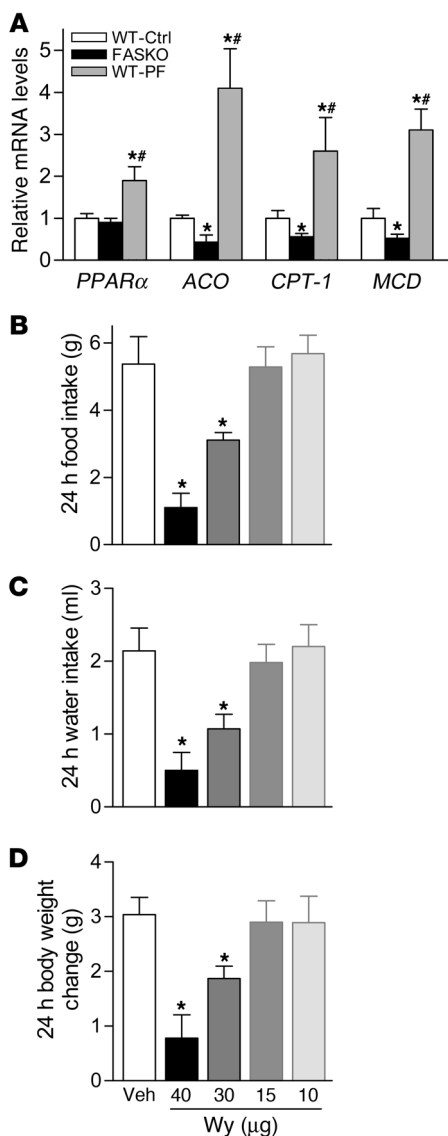 A
WT-Ctrl
FASKO
WT-PF
Relative mRNA levels
5
4
3
2
1
0
*#
*
*#
*
*#
*
*#
PPARα ACO CPT-1 MCD
B
24 h food intake (g)
6
4
2
0
*
*
C
24 h water intake (ml)
3
2
1
0
*
*
D
24 h body weight
change (g)
4
3
2
1
0
*
*
Veh 40 30 15 10
Wy (μg)